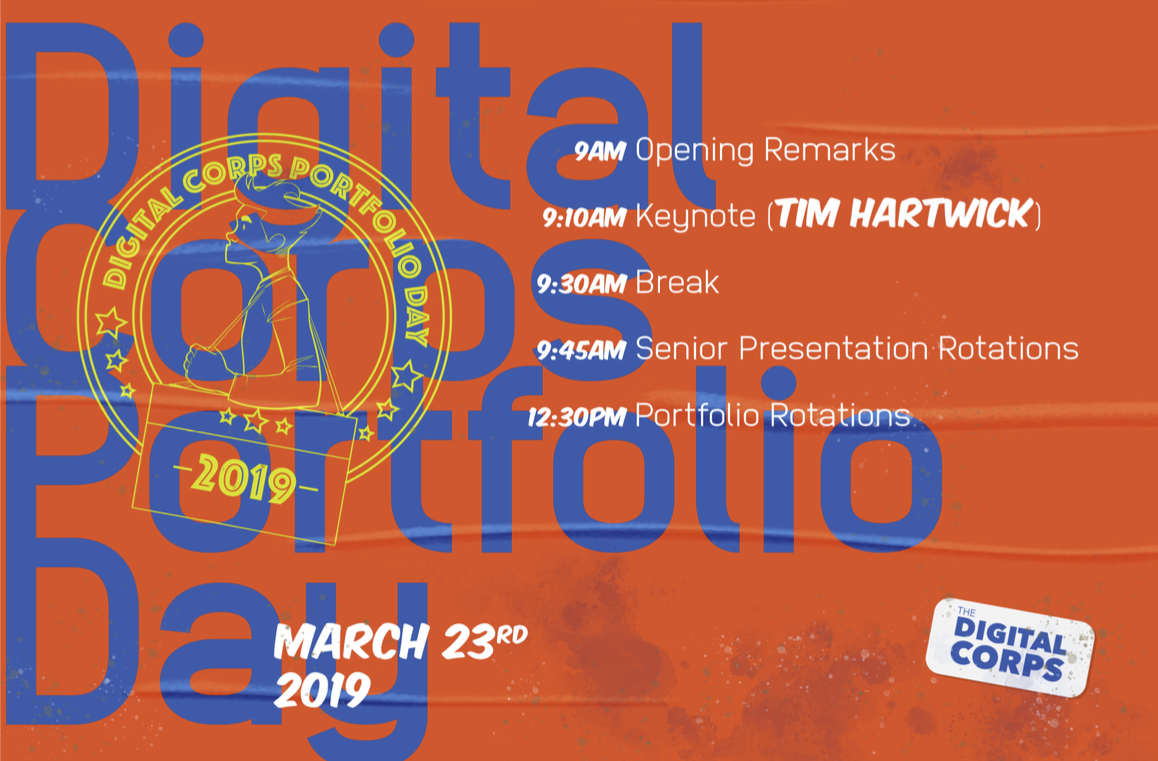 Digital
Corps
Portfolio
Day
DIGITAL CORPS PORTFOLIO DAY
-2019-
9AM Opening Remarks
9:10AM Keynote (TIM HARTWICK)
9:30AM Break
9:45AM Senior Presentation Rotations
12:30PM Portfolio Rotations
MARCH 23RD
2019
THE
DIGITAL
CORPS